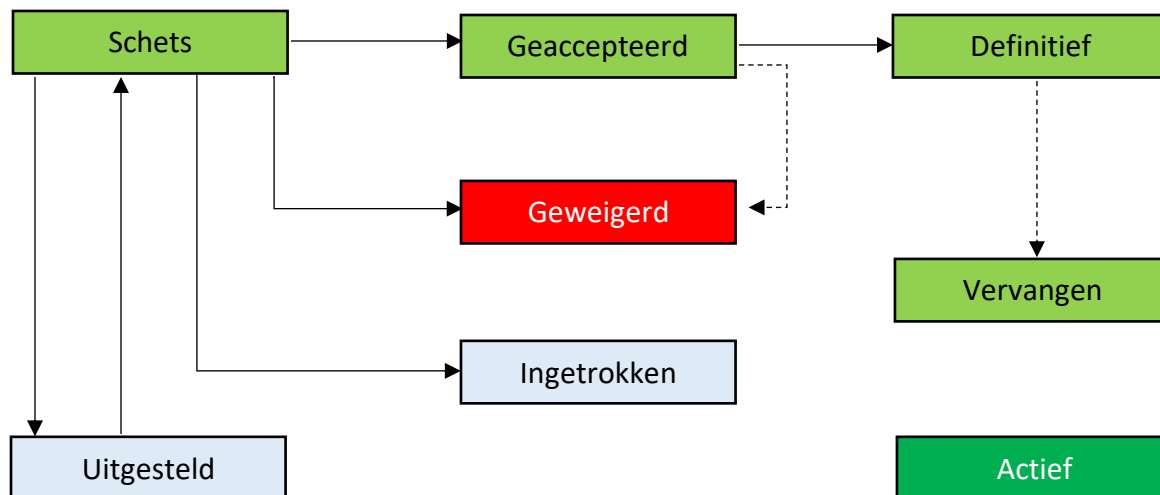 Schets
Geaccepteerd
Definitief
Geweigerd
Vervangen
Ingetrokken
Uitgesteld
Actief